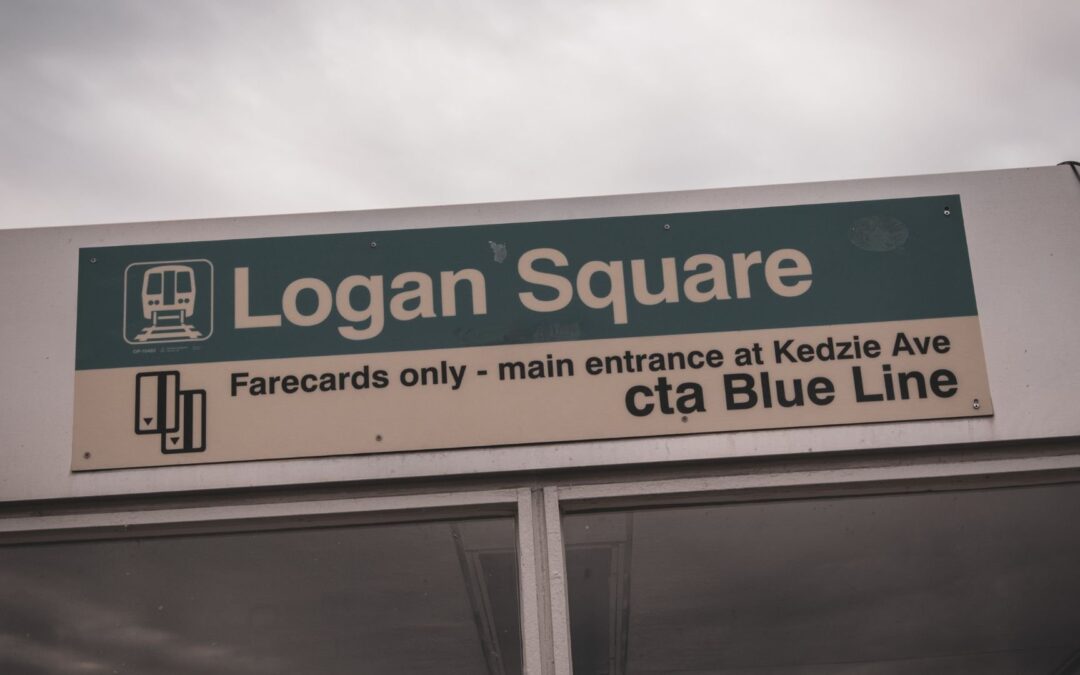 Logan Square
Farecards only - main entrance at Kedzie Ave
cta Blue Line